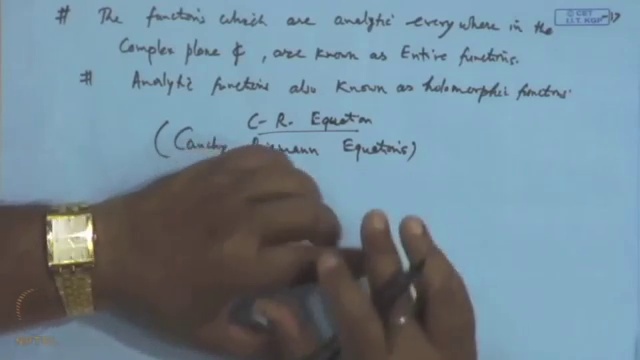 # The functions which are analytic everywhere in the
Complex plane ¢, are known as Entire functions.
# Analytic functions also known as holomorphic functions.
C-R. Equation
(Cauchy Riemann Equations)
© CET
I.I.T. KGP
NPTEL